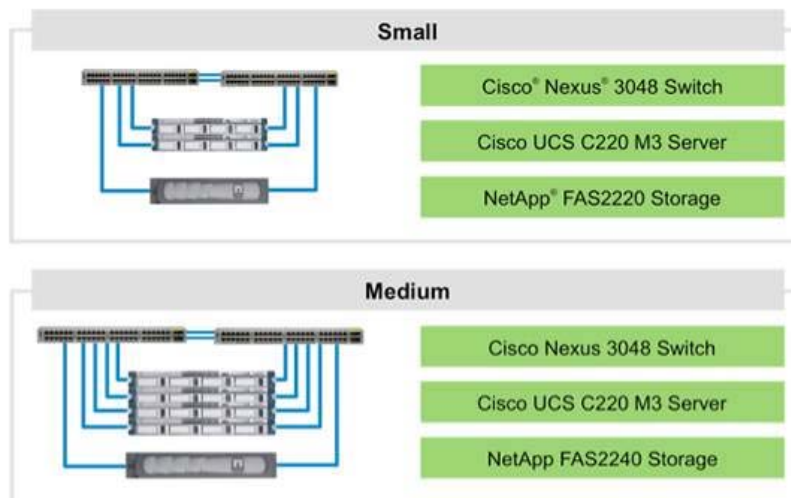 Small
Cisco® Nexus® 3048 Switch
Cisco UCS C220 M3 Server
NetApp® FAS2220 Storage
Medium
Cisco Nexus 3048 Switch
Cisco UCS C220 M3 Server
NetApp FAS2240 Storage